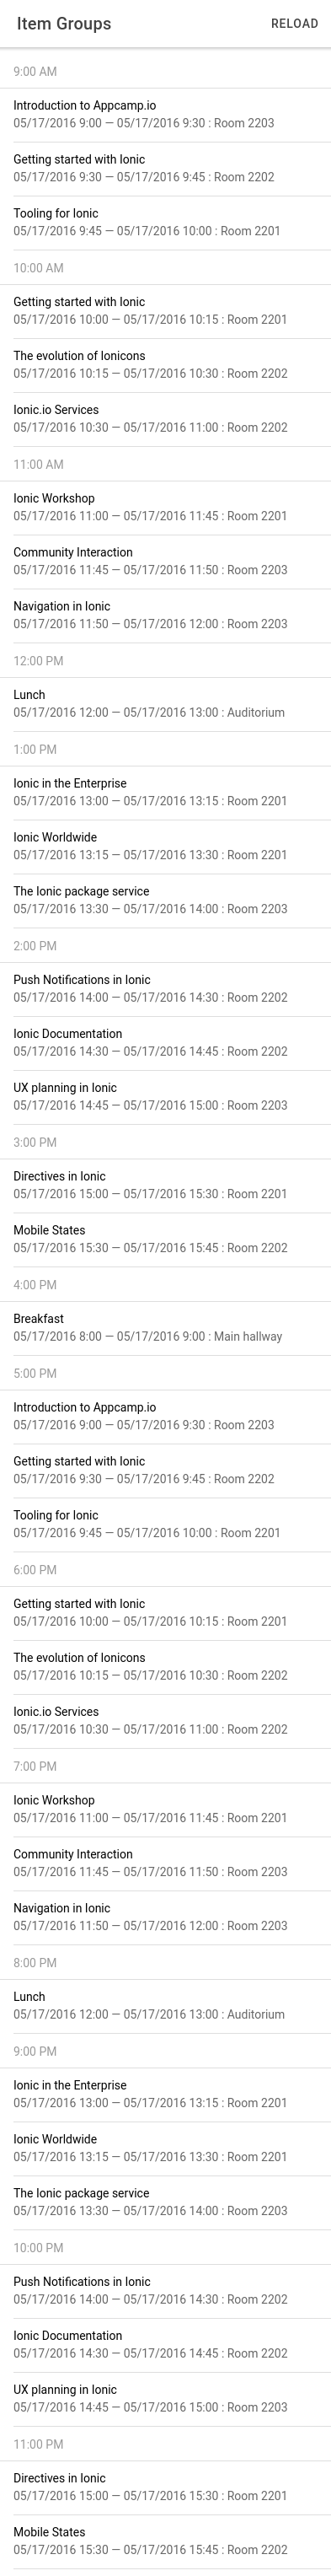 Item Groups
RELOAD
9:00 AM
Introduction to Appcamp.io
05/17/2016 9:00 — 05/17/2016 9:30 : Room 2203
Getting started with Ionic
05/17/2016 9:30 — 05/17/2016 9:45 : Room 2202
Tooling for Ionic
05/17/2016 9:45 — 05/17/2016 10:00 : Room 2201
10:00 AM
Getting started with Ionic
05/17/2016 10:00 — 05/17/2016 10:15 : Room 2201
The evolution of Ionicons
05/17/2016 10:15 — 05/17/2016 10:30 : Room 2202
Ionic.io Services
05/17/2016 10:30 — 05/17/2016 11:00 : Room 2202
11:00 AM
Ionic Workshop
05/17/2016 11:00 — 05/17/2016 11:45 : Room 2201
Community Interaction
05/17/2016 11:45 — 05/17/2016 11:50 : Room 2203
Navigation in Ionic
05/17/2016 11:50 — 05/17/2016 12:00 : Room 2203
12:00 PM
Lunch
05/17/2016 12:00 — 05/17/2016 13:00 : Auditorium
1:00 PM
Ionic in the Enterprise
05/17/2016 13:00 — 05/17/2016 13:15 : Room 2201
Ionic Worldwide
05/17/2016 13:15 — 05/17/2016 13:30 : Room 2201
The Ionic package service
05/17/2016 13:30 — 05/17/2016 14:00 : Room 2203
2:00 PM
Push Notifications in Ionic
05/17/2016 14:00 — 05/17/2016 14:30 : Room 2202
Ionic Documentation
05/17/2016 14:30 — 05/17/2016 14:45 : Room 2202
UX planning in Ionic
05/17/2016 14:45 — 05/17/2016 15:00 : Room 2203
3:00 PM
Directives in Ionic
05/17/2016 15:00 — 05/17/2016 15:30 : Room 2201
Mobile States
05/17/2016 15:30 — 05/17/2016 15:45 : Room 2202
4:00 PM
Breakfast
05/17/2016 8:00 — 05/17/2016 9:00 : Main hallway
5:00 PM
Introduction to Appcamp.io
05/17/2016 9:00 — 05/17/2016 9:30 : Room 2203
Getting started with Ionic
05/17/2016 9:30 — 05/17/2016 9:45 : Room 2202
Tooling for Ionic
05/17/2016 9:45 — 05/17/2016 10:00 : Room 2201
6:00 PM
Getting started with Ionic
05/17/2016 10:00 — 05/17/2016 10:15 : Room 2201
The evolution of Ionicons
05/17/2016 10:15 — 05/17/2016 10:30 : Room 2202
Ionic.io Services
05/17/2016 10:30 — 05/17/2016 11:00 : Room 2202
7:00 PM
Ionic Workshop
05/17/2016 11:00 — 05/17/2016 11:45 : Room 2201
Community Interaction
05/17/2016 11:45 — 05/17/2016 11:50 : Room 2203
Navigation in Ionic
05/17/2016 11:50 — 05/17/2016 12:00 : Room 2203
8:00 PM
Lunch
05/17/2016 12:00 — 05/17/2016 13:00 : Auditorium
9:00 PM
Ionic in the Enterprise
05/17/2016 13:00 — 05/17/2016 13:15 : Room 2201
Ionic Worldwide
05/17/2016 13:15 — 05/17/2016 13:30 : Room 2201
The Ionic package service
05/17/2016 13:30 — 05/17/2016 14:00 : Room 2203
10:00 PM
Push Notifications in Ionic
05/17/2016 14:00 — 05/17/2016 14:30 : Room 2202
Ionic Documentation
05/17/2016 14:30 — 05/17/2016 14:45 : Room 2202
UX planning in Ionic
05/17/2016 14:45 — 05/17/2016 15:00 : Room 2203
11:00 PM
Directives in Ionic
05/17/2016 15:00 — 05/17/2016 15:30 : Room 2201
Mobile States
05/17/2016 15:30 — 05/17/2016 15:45 : Room 2202